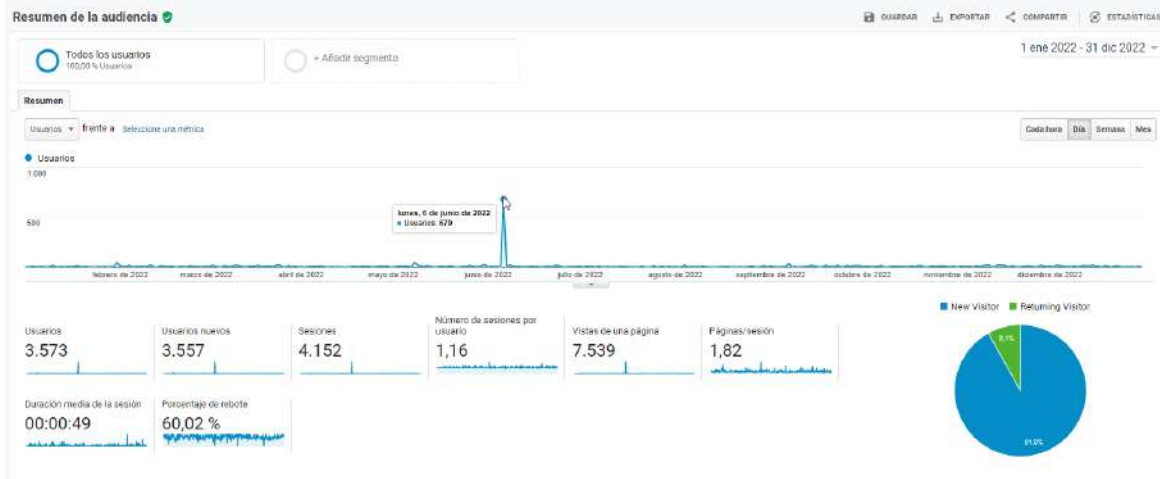 Resumen de la audiencia
GUARDAR EXPORTAR COMPARTIR ESTADÍSTICAS
1 ene 2022 - 31 dic 2022
Todos los usuarios
100,00 % Usuarios
+ Añadir segmento
Resumen
Usuarios frente a Seleccione una métrica
Cada hora Día Semana Mes
Usuarios
1.000
500
lunes, 6 de junio de 2022
Usuarios: 679
febrero de 2022 marzo de 2022 abril de 2022 mayo de 2022 junio de 2022 julio de 2022 agosto de 2022 septiembre de 2022 octubre de 2022 noviembre de 2022 diciembre de 2022
New Visitor Returning Visitor
Usuarios
3.573
Usuarios nuevos
3.557
Sesiones
4.152
Número de sesiones por
usuario
1,16
Vistas de una página
7.539
Páginas/sesión
1,82
Duración media de la sesión
00:00:49
Porcentaje de rebote
60,02 %
8,1%
91,9%